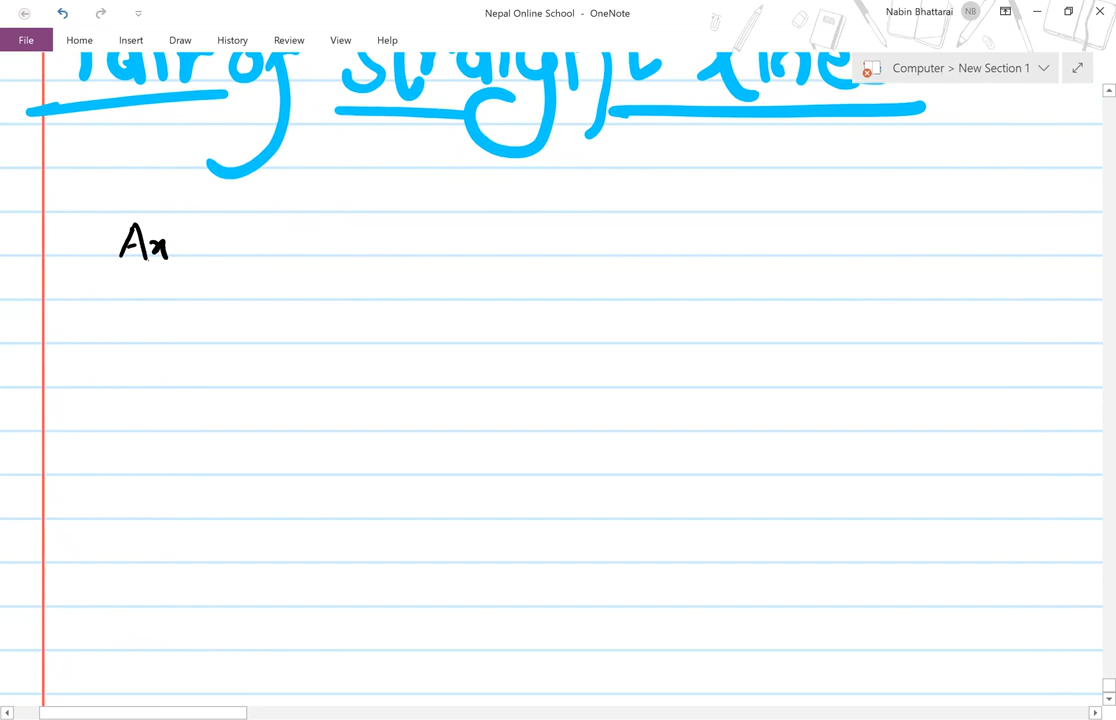 Nepal Online School - OneNote
Nabin Bhattarai NB
File Home Insert Draw History Review View Help
Pair of straight line
Computer > New Section 1
Ax